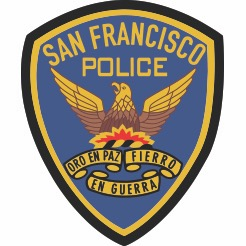 SAN FRANCISCO
POLICE
ORO EN PAZ FIERRO
EN GUERRA